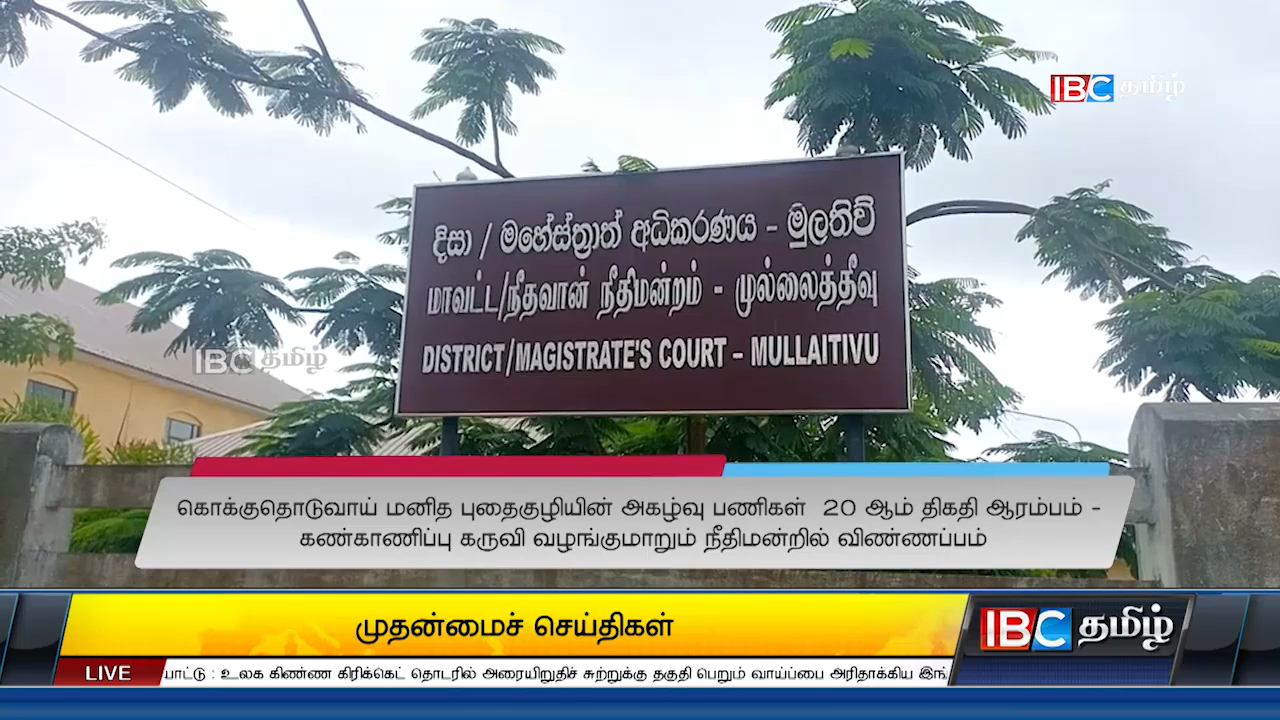 IBC தமிழ்
දිසා / මහේස්ත්‍රාත් අධිකරණය - මුලතිව්
மாவட்ட/நீதவான் நீதிமன்றம் - முல்லைத்தீவு
DISTRICT/MAGISTRATE'S COURT – MULLAITIVU
IBC தமிழ்
கொக்குதொடுவாய் மனித புதைகுழியின் அகழ்வு பணிகள் 20 ஆம் திகதி ஆரம்பம் -
கண்காணிப்பு கருவி வழங்குமாறும் நீதிமன்றில் விண்ணப்பம்
முதன்மைச் செய்திகள்
IBC தமிழ்
LIVE யாட்டு : உலக கிண்ண கிரிக்கெட் தொடரில் அரையிறுதிச் சுற்றுக்கு தகுதி பெறும் வாய்ப்பை அரிதாக்கிய இங்